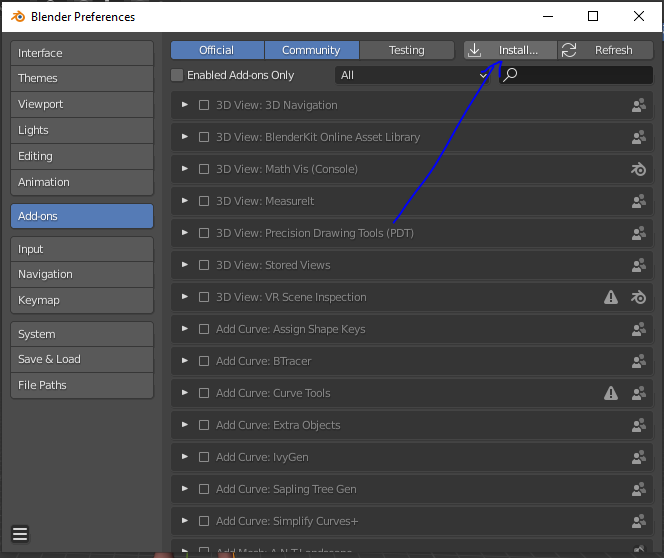 Blender Preferences
Interface
Themes
Viewport
Lights
Editing
Animation
Add-ons
Input
Navigation
Keymap
System
Save & Load
File Paths
Official Community Testing Install... Refresh
Enabled Add-ons Only All
3D View: 3D Navigation
3D View: BlenderKit Online Asset Library
3D View: Math Vis (Console)
3D View: MeasureIt
3D View: Precision Drawing Tools (PDT)
3D View: Stored Views
3D View: VR Scene Inspection
Add Curve: Assign Shape Keys
Add Curve: BTracer
Add Curve: Curve Tools
Add Curve: Extra Objects
Add Curve: IvyGen
Add Curve: Sapling Tree Gen
Add Curve: Simplify Curves+
Add Mesh: A.N.T.Landscape